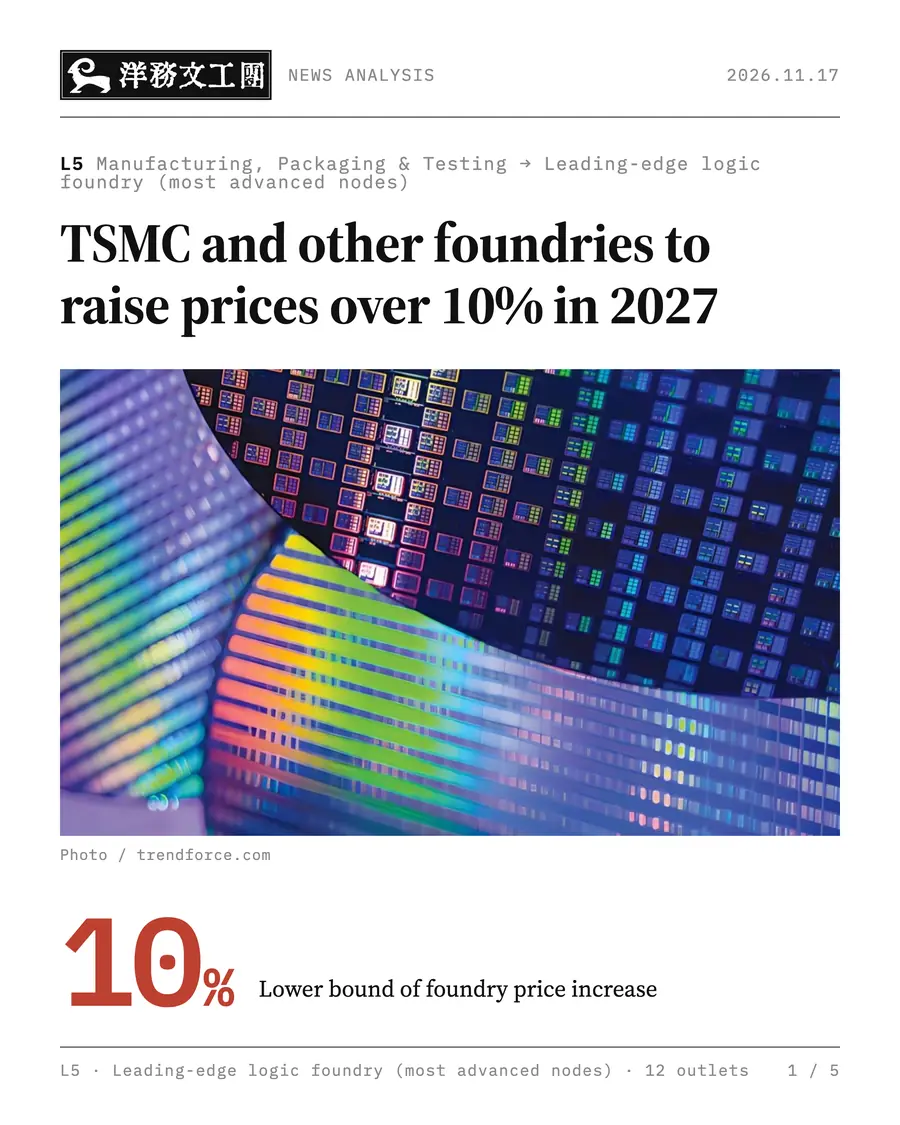 洋務文工團
NEWS ANALYSIS
2026.11.17
L5 Manufacturing, Packaging & Testing → Leading-edge logic
foundry (most advanced nodes)
TSMC and other foundries to
raise prices over 10% in 2027
Photo / trendforce.com
10%
Lower bound of foundry price increase
L5 · Leading-edge logic foundry (most advanced nodes) · 12 outlets
1 / 5